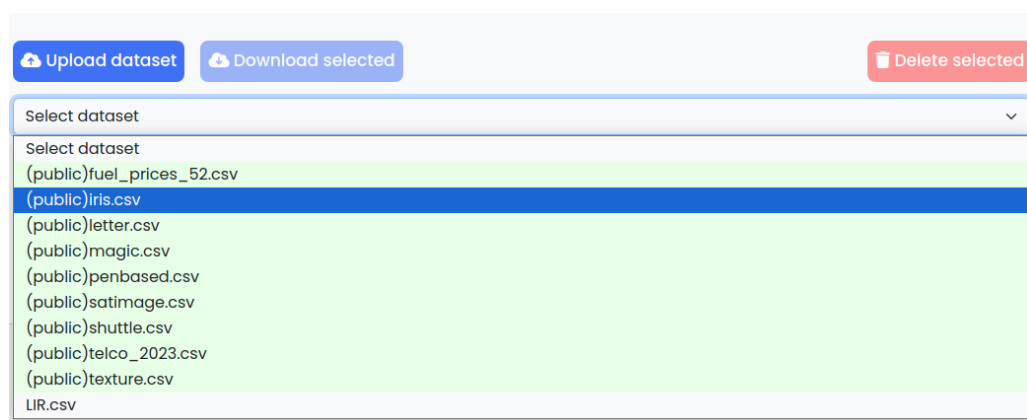 Upload dataset Download selected Delete selected
Select dataset
Select dataset
(public)fuel_prices_52.csv
(public)iris.csv
(public)letter.csv
(public)magic.csv
(public)penbased.csv
(public)satimage.csv
(public)shuttle.csv
(public)telco_2023.csv
(public)texture.csv
LIR.csv